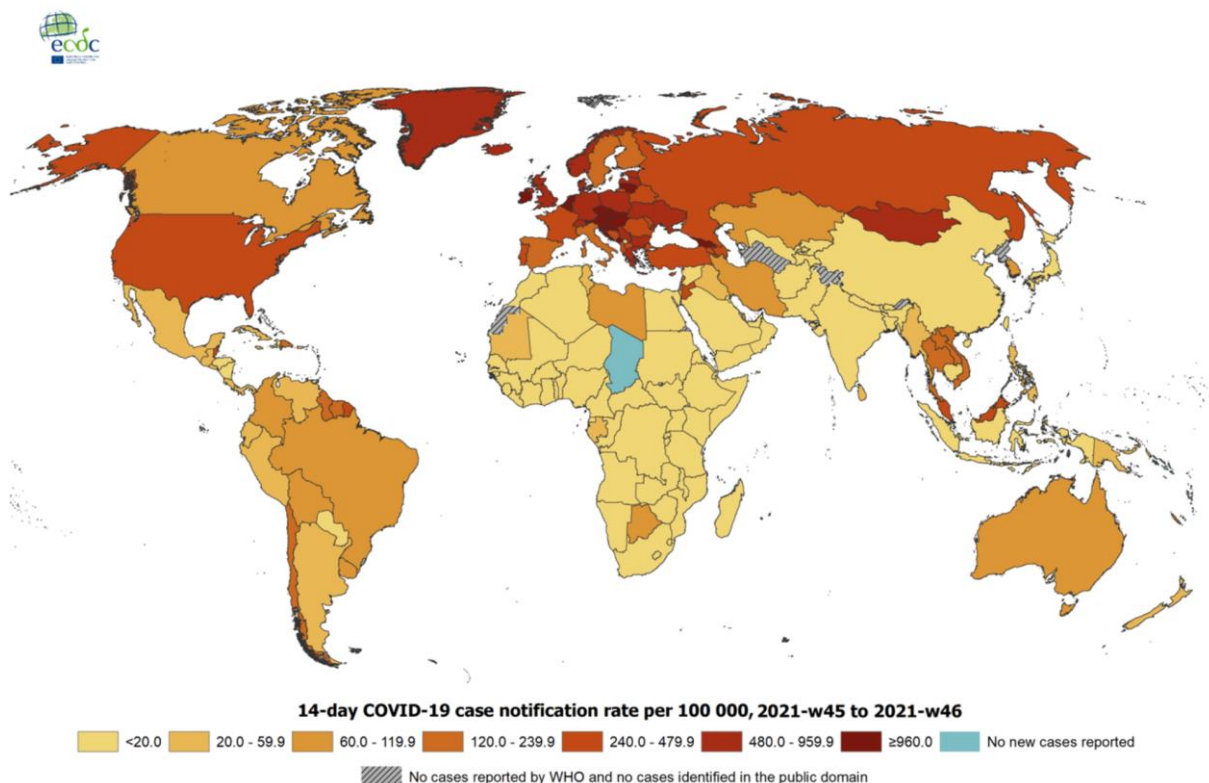 ecdc
14-day COVID-19 case notification rate per 100 000, 2021-w45 to 2021-w46
<20.0 20.0 - 59.9 60.0 - 119.9 120.0 - 239.9 240.0 - 479.9 480.0 - 959.9 ≥960.0 No new cases reported
No cases reported by WHO and no cases identified in the public domain